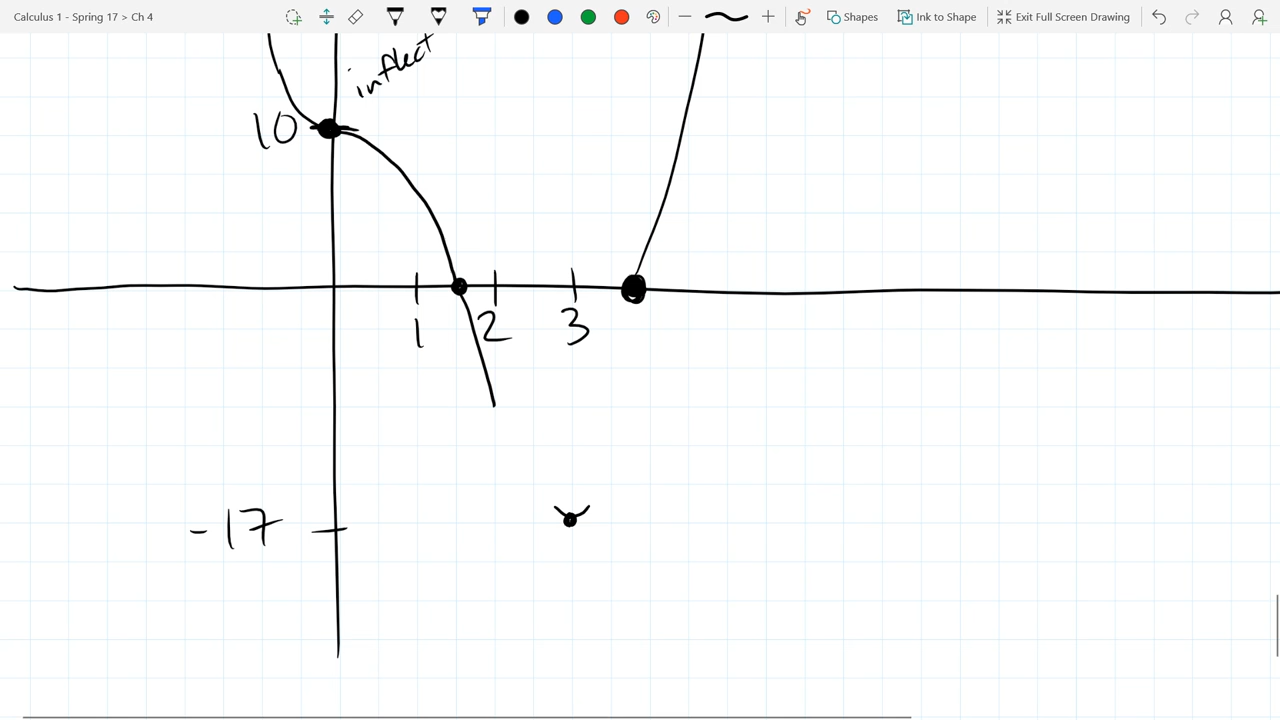 Calculus 1 - Spring 17 > Ch 4
Shapes
Ink to Shape
Exit Full Screen Drawing
inflect
10
1
2
3
-17